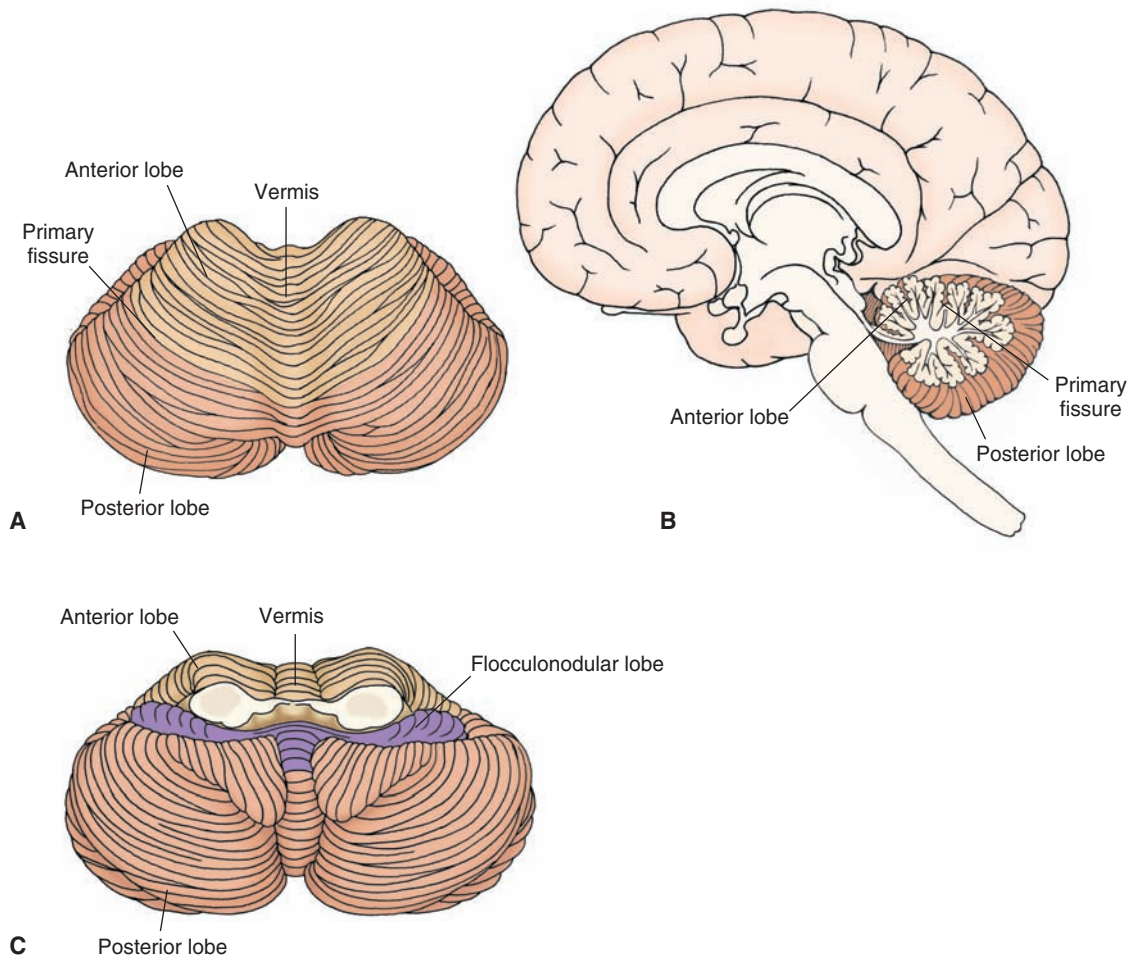 Anterior lobe
Vermis
Primary
fissure
Posterior lobe
A
Anterior lobe
Primary
fissure
Posterior lobe
B
Anterior lobe
Vermis
Flocculonodular lobe
Posterior lobe
C